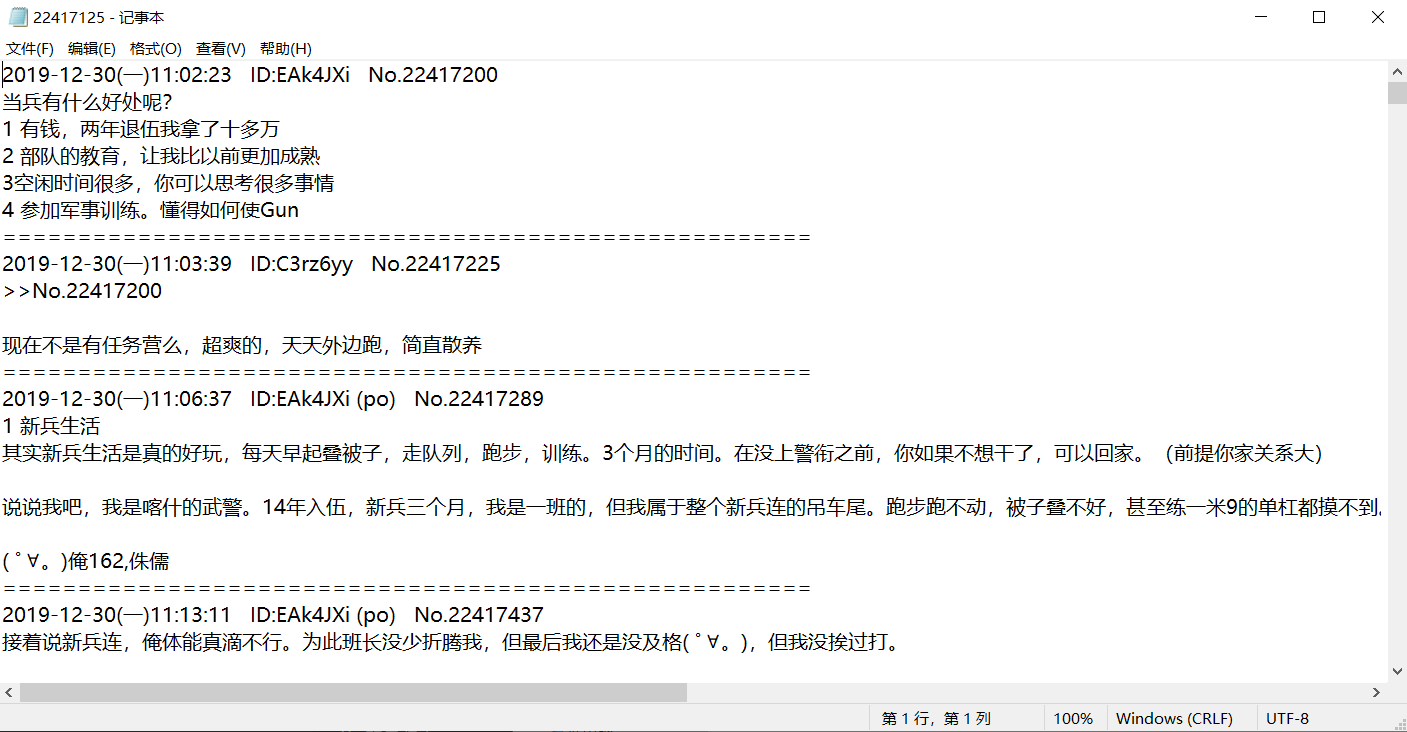 22417125 - 记事本
文件(F) 编辑(E) 格式(O) 查看(V) 帮助(H)
2019-12-30(一)11:02:23 ID:EAk4JXi No.22417200
当兵有什么好处呢？
1 有钱，两年退伍我拿了十多万
2 部队的教育，让我比以前更加成熟
3空闲时间很多，你可以思考很多事情
4 参加军事训练。懂得如何使Gun
======================================================
2019-12-30(一)11:03:39 ID:C3rz6yy No.22417225
>>No.22417200
现在不是有任务营么，超爽的，天天外边跑，简直散养
======================================================
2019-12-30(一)11:06:37 ID:EAk4JXi (po) No.22417289
1 新兵生活
其实新兵生活是真的好玩，每天早起叠被子，走队列，跑步，训练。3个月的时间。在没上警衔之前，你如果不想干了，可以回家。（前提你家关系大）
说说我吧，我是喀什的武警。14年入伍，新兵三个月，我是一班的，但我属于整个新兵连的吊车尾。跑步跑不动，被子叠不好，甚至练一米9的单杠都摸不到。
( ﾟ∀。)俺162,侏儒
======================================================
2019-12-30(一)11:13:11 ID:EAk4JXi (po) No.22417437
接着说新兵连，俺体能真滴不行。为此班长没少折腾我，但最后我还是没及格( ﾟ∀。)，但我没挨过打。
第 1 行，第 1 列 100% Windows (CRLF) UTF-8